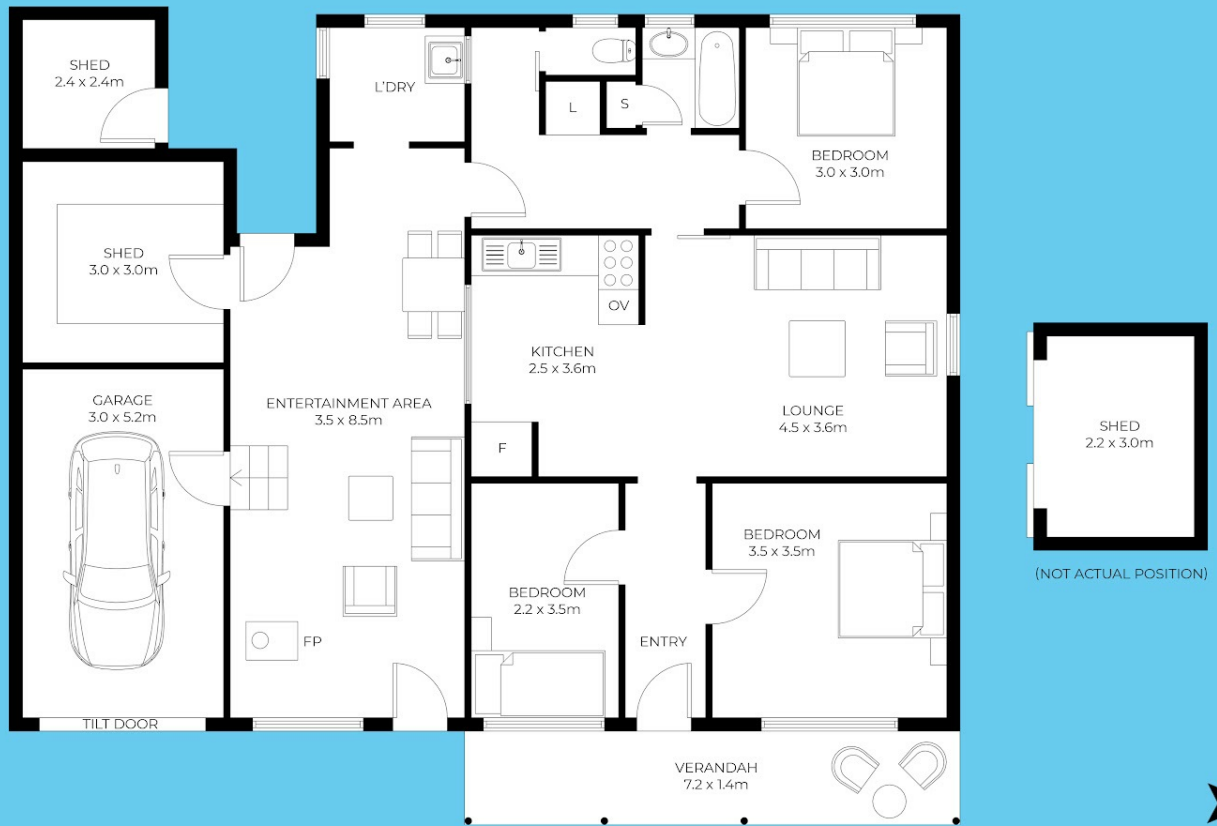 SHED
2.4 x 2.4m
L'DRY
L
S
BEDROOM
3.0 x 3.0m
SHED
3.0 x 3.0m
OV
KITCHEN
2.5 x 3.6m
GARAGE
3.0 x 5.2m
ENTERTAINMENT AREA
3.5 x 8.5m
LOUNGE
4.5 x 3.6m
F
SHED
2.2 x 3.0m
(NOT ACTUAL POSITION)
BEDROOM
3.5 x 3.5m
BEDROOM
2.2 x 3.5m
FP
ENTRY
TILT DOOR
VERANDAH
7.2 x 1.4m